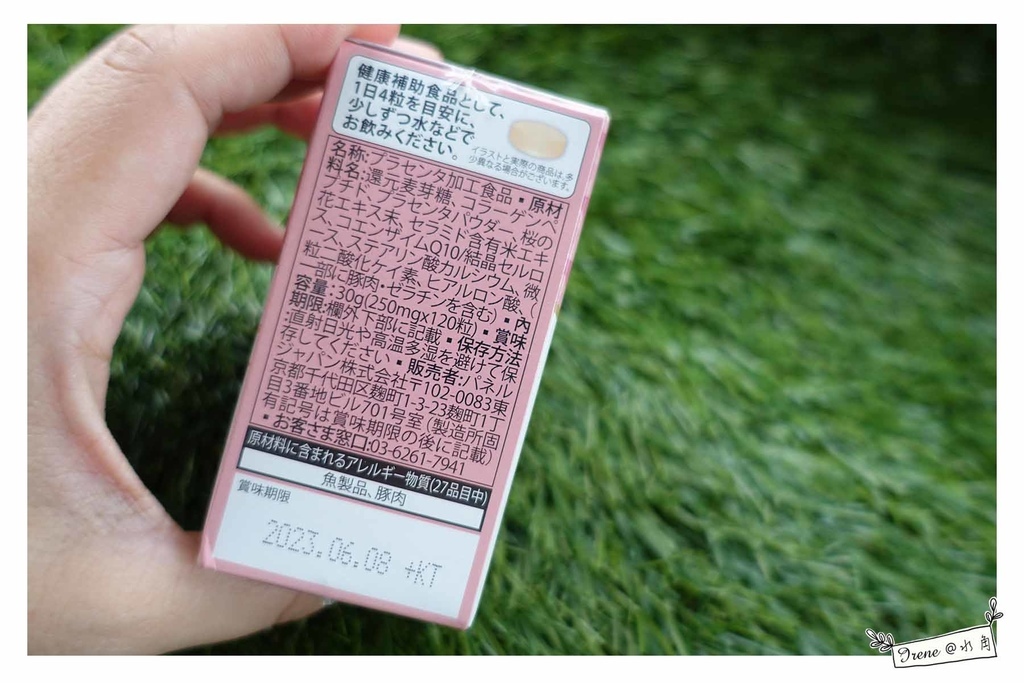 健康補助食品として、
1日4粒を目安に、
少しずつ水などで
お飲みください。
イラストと実際の商品は、多
少異なる場合がございます。
名称:プラセンタ加工食品・原材
料名:還元麦芽糖、コラーゲンペ
プチド、プラセンタパウダー、桜の
花エキス末、セラミド含有米エキ
ス、コエンザイムQ10/結晶セルロ
ース、ステアリン酸カルシウム、微
粒二酸化ケイ素、ヒアルロン酸、
(一部に豚肉・ゼラチンを含む)・内
容量:30g(250mgx120粒)・賞味
期限:欄外下部に記載・保存方法
:直射日光や高温多湿を避けて保
存してください・販売者:パネル
ジャパン株式会社〒102-0083東
京都千代田区麹町1-3-23麹町1丁
目3番地ビル701号室(製造所固
有記号は賞味期限の後に記載)
・お客さま窓口:03-6261-7941
原材料に含まれるアレルギー物質(27品目中)
魚製品、豚肉
賞味期限
2023.06.08 +KT
Irene@水角